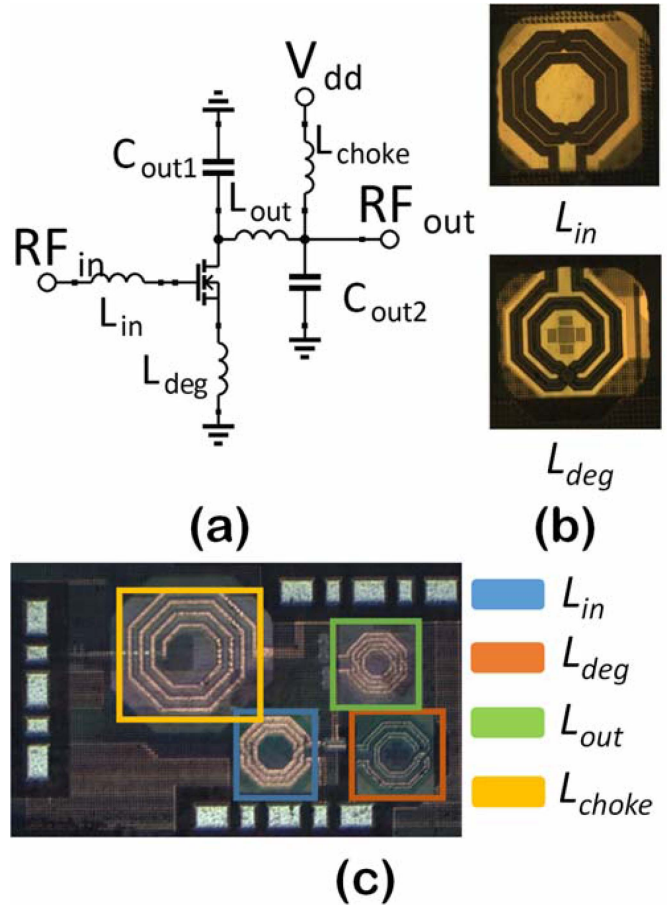 V dd
C out1
L choke
L out
RF out
RF in
L in
C out2
L deg
(a)
L in
L deg
(b)
L in
L deg
L out
L choke
(c)